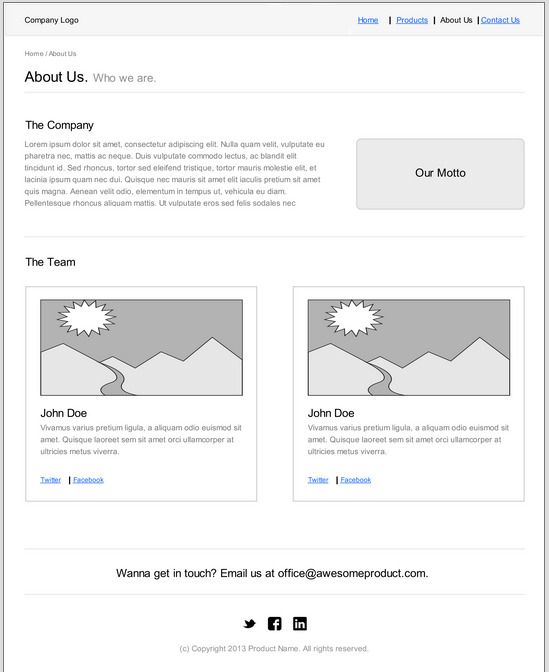 Company Logo
Home | Products | About Us | Contact Us
Home / About Us
About Us. Who we are.
The Company
Lorem ipsum dolor sit amet, consectetur adipiscing elit. Nulla quam velit, vulputate eu
pharetra nec, mattis ac neque. Duis vulputate commodo lectus, ac blandit elit
tincidunt id. Sed rhoncus, tortor sed eleifend tristique, tortor mauris molestie elit, et
lacinia ipsum quam nec dui. Quisque nec mauris sit amet elit iaculis pretium sit amet
quis magna. Aenean velit odio, elementum in tempus ut, vehicula eu diam.
Pellentesque rhoncus aliquam mattis. Ut vulputate eros sed felis sodales nec
Our Motto
The Team
John Doe
Vivamus varius pretium ligula, a aliquam odio euismod sit
amet. Quisque laoreet sem sit amet orci ullamcorper at
ultricies metus viverra.
Twitter | Facebook
John Doe
Vivamus varius pretium ligula, a aliquam odio euismod sit
amet. Quisque laoreet sem sit amet orci ullamcorper at
ultricies metus viverra.
Twitter | Facebook
Wanna get in touch? Email us at office@awesomeproduct.com.
(c) Copyright 2013 Product Name. All rights reserved.